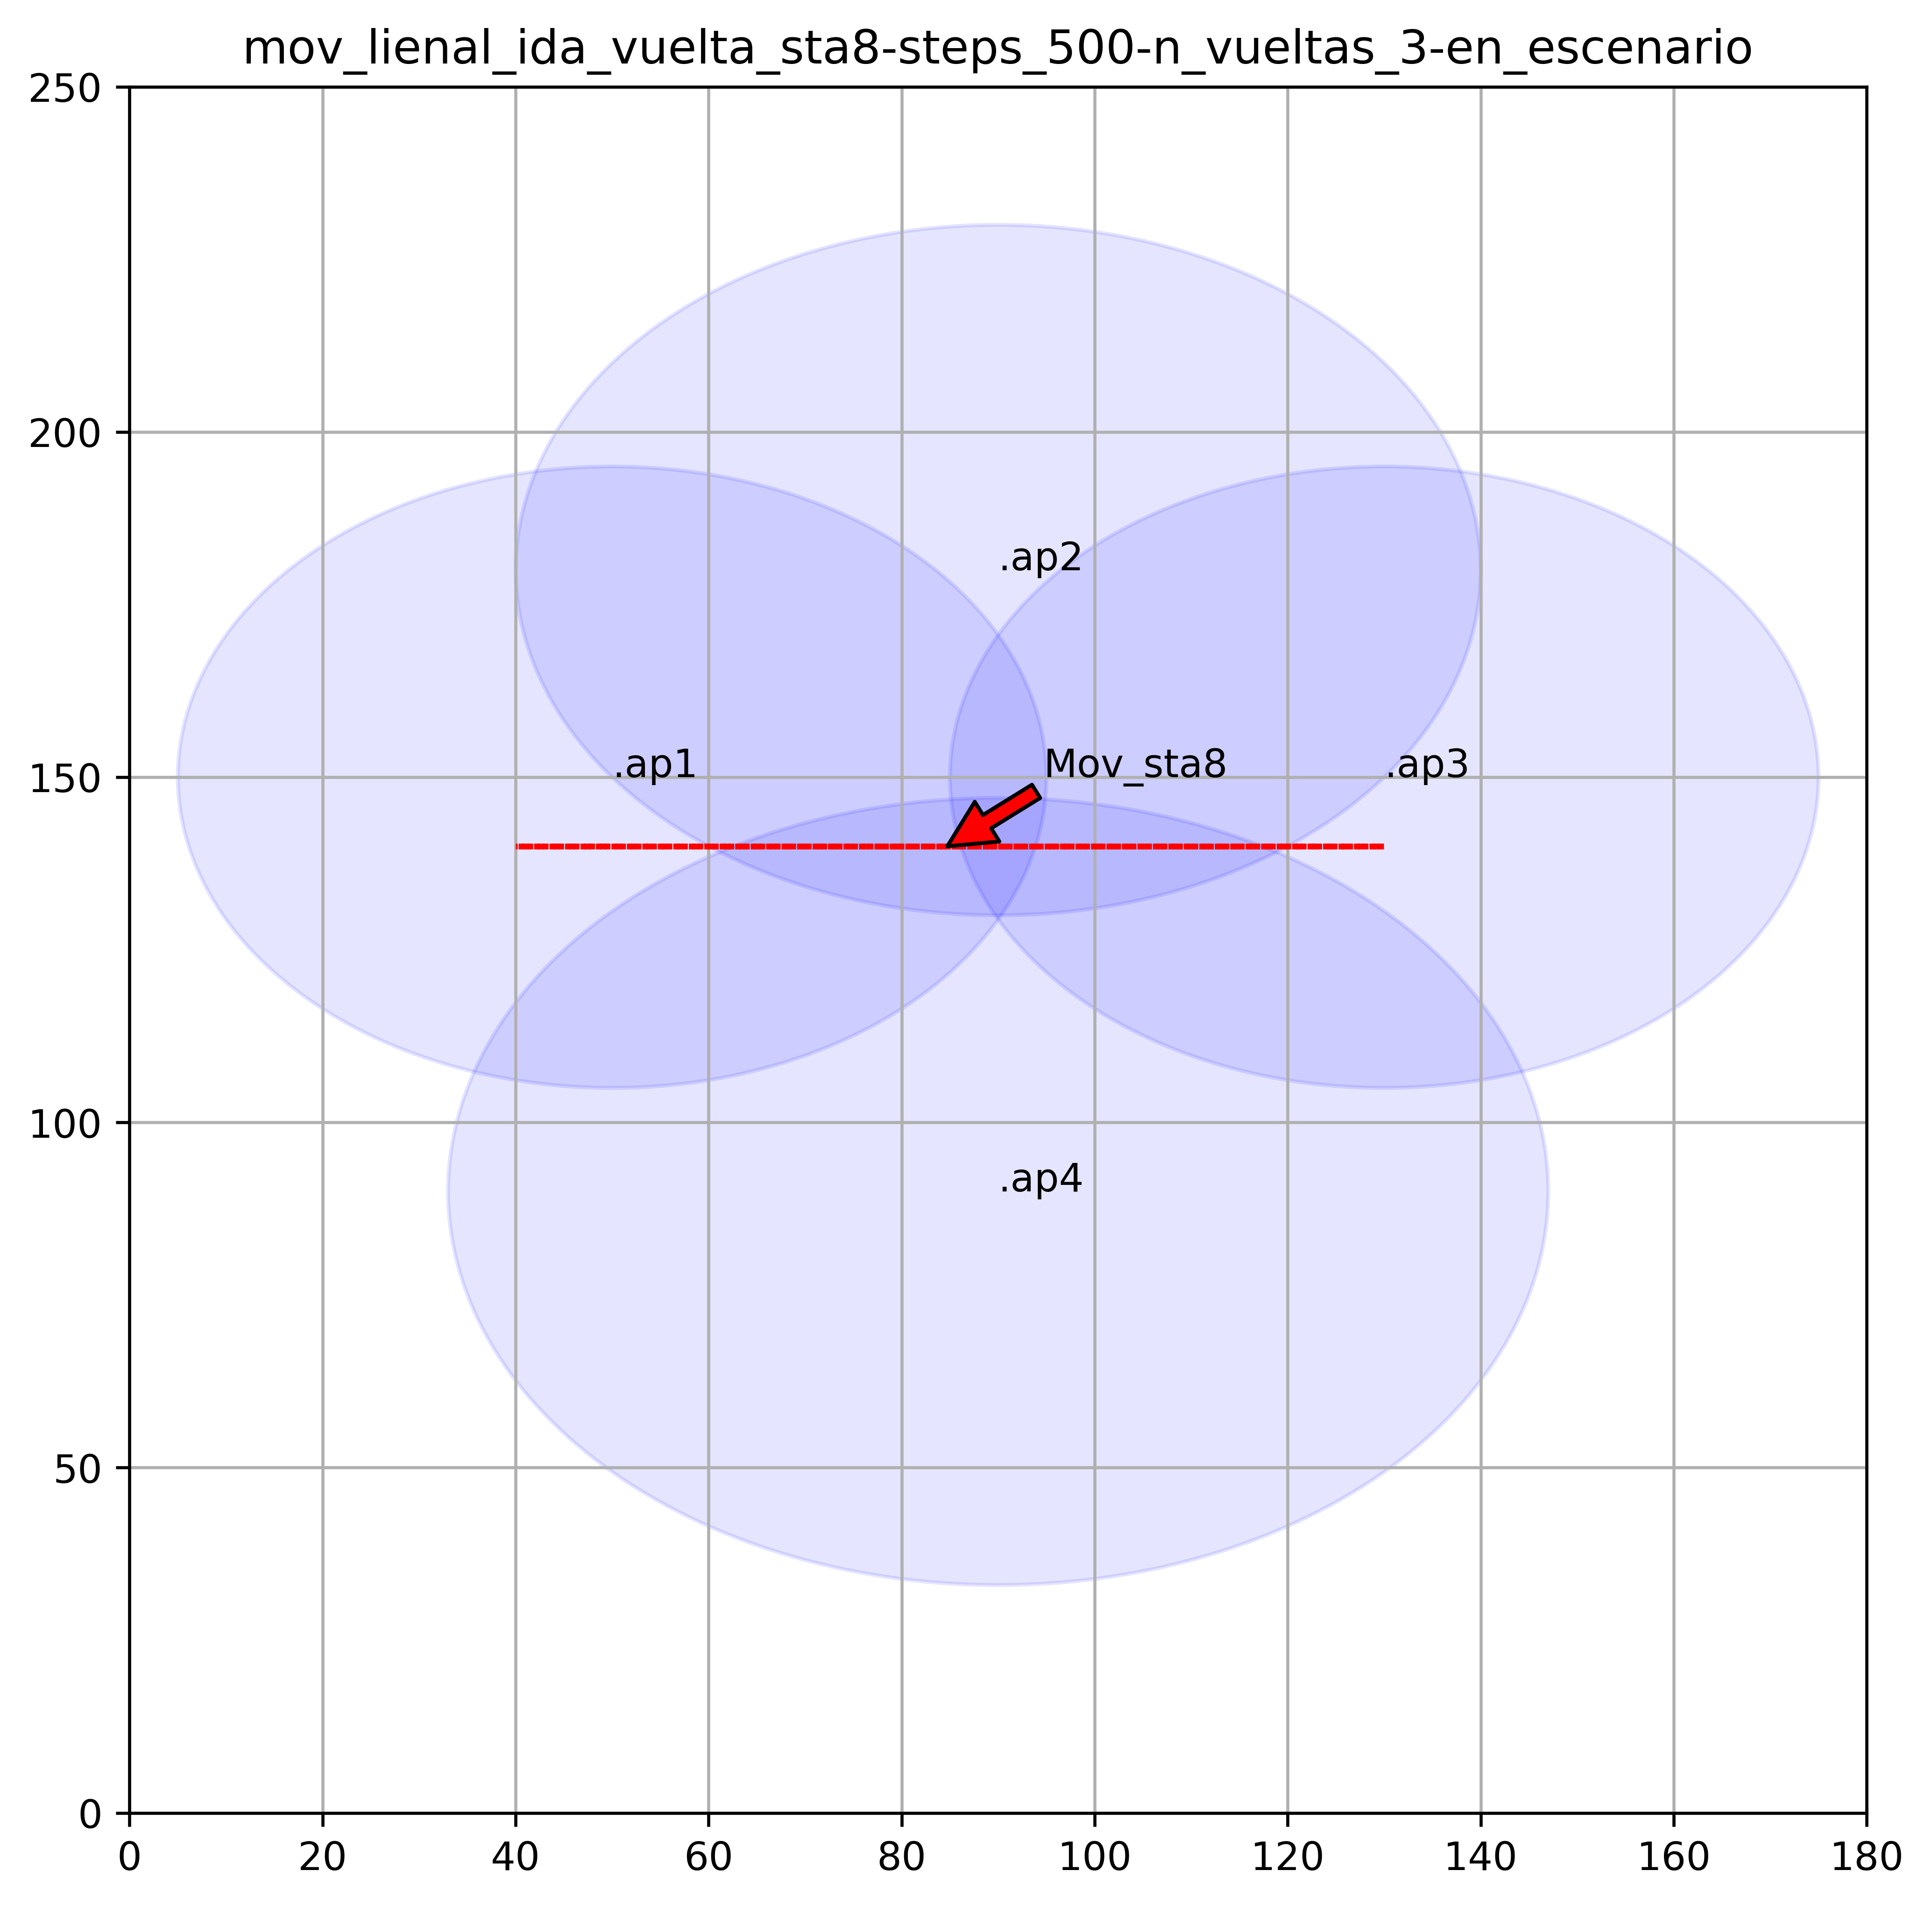 mov_lienal_ida_vuelta_sta8-steps_500-n_vueltas_3-en_escenario
250
200
.ap2
.ap1
Mov_sta8
.ap3
150
100
.ap4
50
0
0 20 40 60 80 100 120 140 160 180